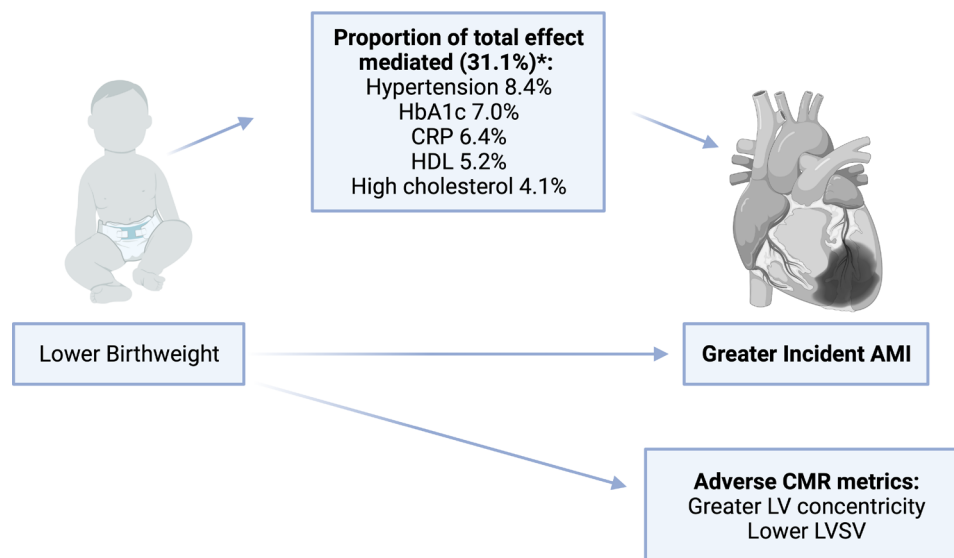 Proportion of total effect
mediated (31.1%)*:
Hypertension 8.4%
HbA1c 7.0%
CRP 6.4%
HDL 5.2%
High cholesterol 4.1%
Lower Birthweight
Greater Incident AMI
Adverse CMR metrics:
Greater LV concentricity
Lower LVSV